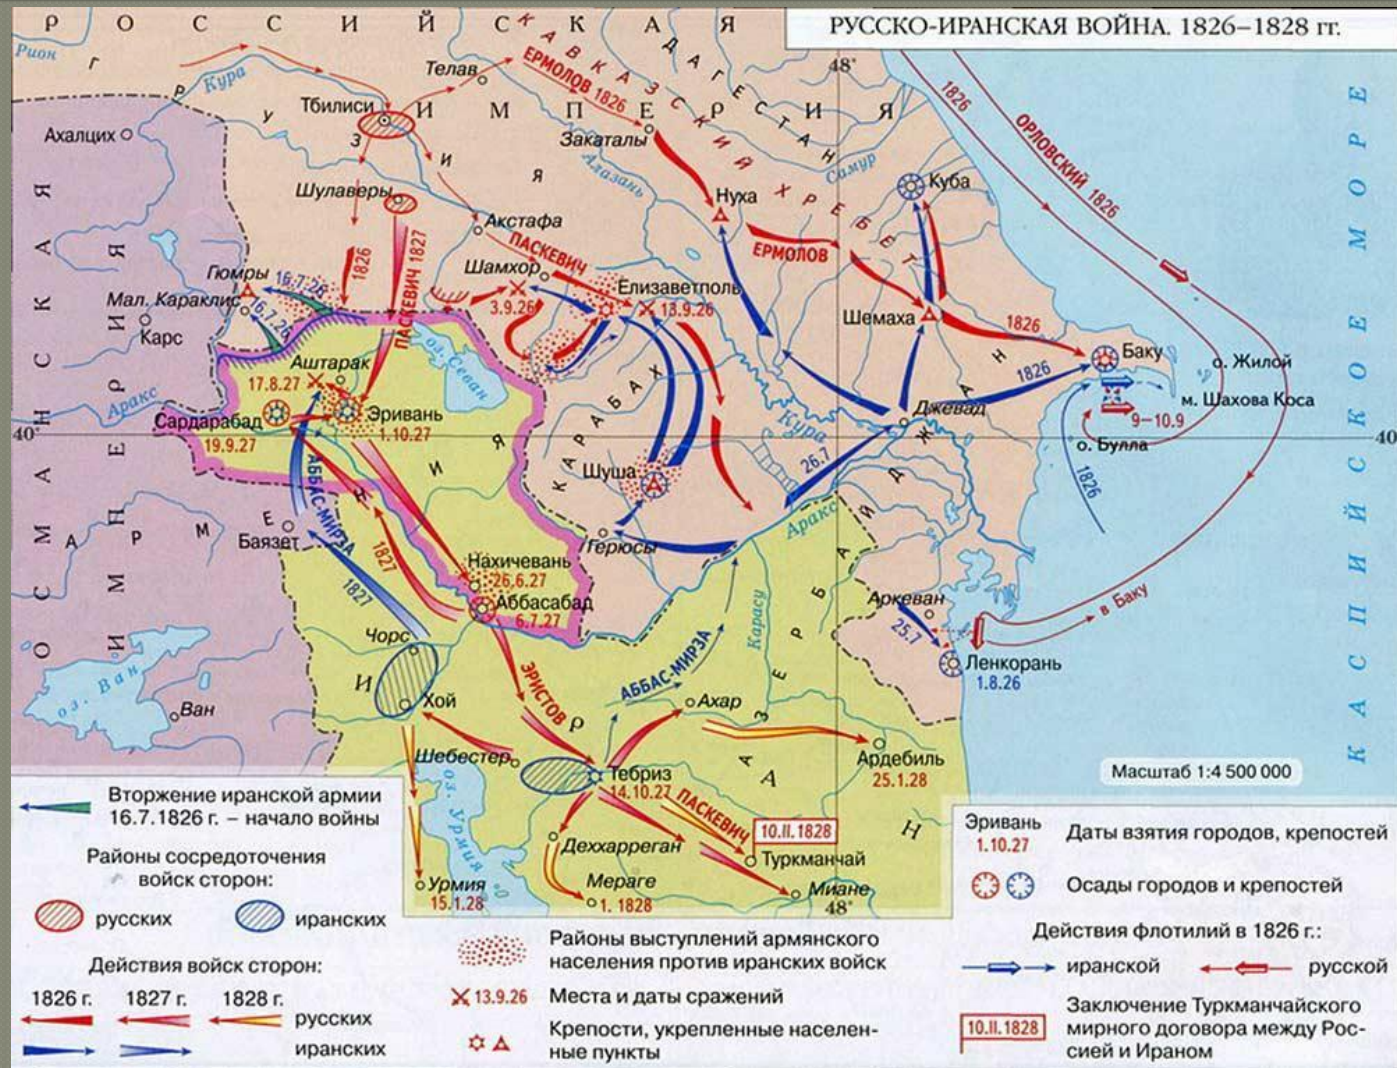 РУССКО-ИРАНСКАЯ ВОЙНА. 1826–1828 гг.
РОССИЙСКАЯ
ИМПЕРИЯ
ОСМАНСКАЯ
ИМПЕРИЯ
ГРУЗИЯ
КАВКАЗСКИЙ ХРЕБЕТ
ДАГЕСТАН
КАСПИЙСКОЕ МОРЕ
АРМЕНИЯ
КАРАБАХ
АЗЕРБАЙДЖАН
ИРАН
48°
Рион
Кура
Телав
ЕРМОЛОВ 1826
Тбилиси
Ахалцих
Закаталы
Алазань
Самур
1826
ОРЛОВСКИЙ 1826
Шулаверы
Нуха
Куба
Акстафа
ПАСКЕВИЧ
ЕРМОЛОВ
1826
ПАСКЕВИЧ 1827
Гюмры
16.7.26
Шамхор
3.9.26
Елизаветполь
13.9.26
Мал. Караклис
16.7.26
Карс
Шемаха
1826
Баку
оз. Севан
Аштарак
17.8.27
о. Жилой
1826
м. Шахова Коса
Аракс
Сардарабад
19.9.27
Эривань
1.10.27
Джевад
9–10.9
40°
40
Кура
о. Булла
Шуша
26.7
1826
АББАС-МИРЗА
Аракс
Баязет
Герюсы
1827
1827
Нахичевань
26.6.27
Аббасабад
6.7.27
Карасу
Аркеван
25.7
в Баку
Чорс
Ленкорань
1.8.26
оз. Ван
Ван
Хой
ЭРИСТОВ
АББАС-МИРЗА
Ахар
Шебестер
Тебриз
14.10.27
Ардебиль
25.1.28
Масштаб 1:4 500 000
оз. Урмия
ПАСКЕВИЧ
10.II.1828
Туркманчай
Деххарреган
Урмия
15.1.28
Мераге
1. 1828
Миане
48°
Вторжение иранской армии
16.7.1826 г. – начало войны
Районы сосредоточения
войск сторон:
русских
иранских
Действия войск сторон:
1826 г. 1827 г. 1828 г.
русских
иранских
Районы выступлений армянского
населения против иранских войск
13.9.26 Места и даты сражений
Крепости, укрепленные населен-
ные пункты
Эривань
1.10.27
Даты взятия городов, крепостей
Осады городов и крепостей
Действия флотилий в 1826 г.:
иранской
русской
10.II.1828
Заключение Туркманчайского
мирного договора между Рос-
сией и Ираном